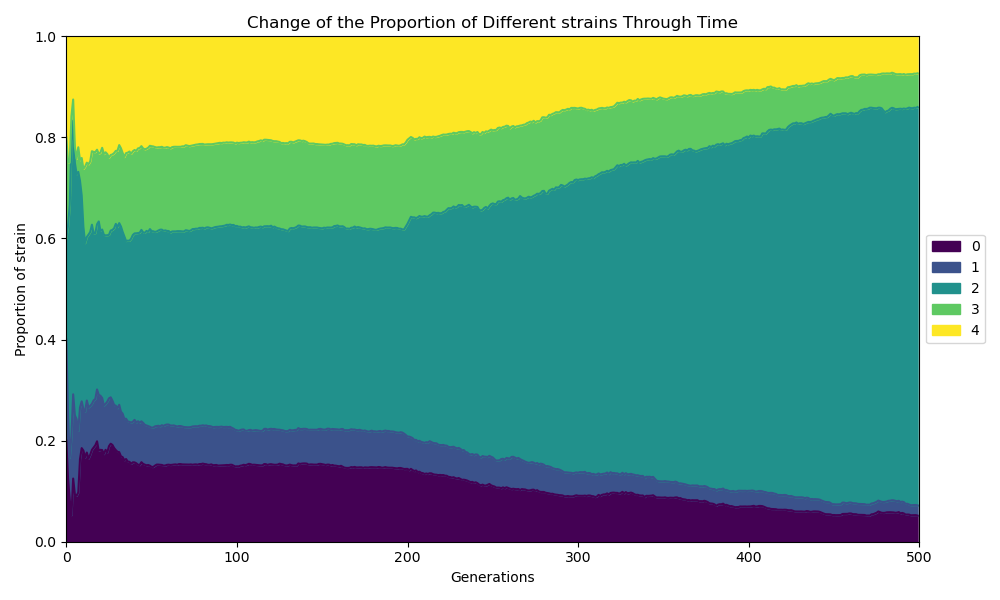 Change of the Proportion of Different strains Through Time
1.0
0.8
0.6
0.4
0.2
0.0
Proportion of strain
0 100 200 300 400 500
Generations
0
1
2
3
4